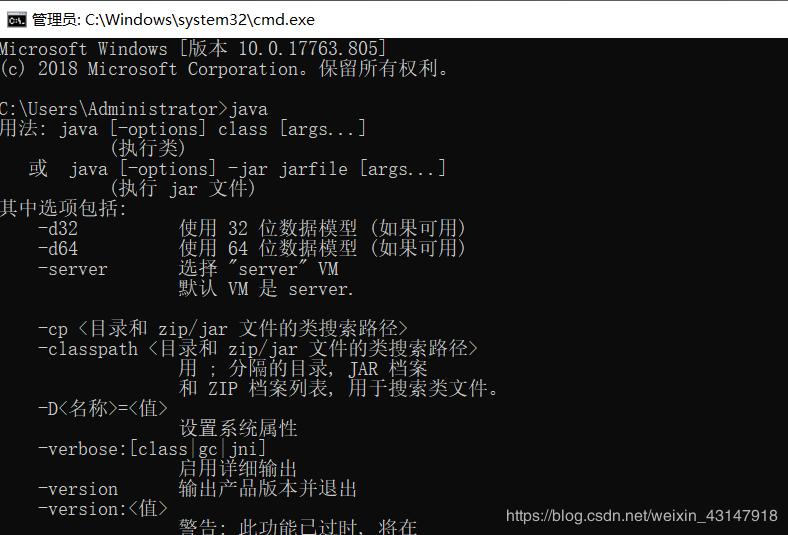 管理员: C:\Windows\system32\cmd.exe
Microsoft Windows [版本 10.0.17763.805]
(c) 2018 Microsoft Corporation。保留所有权利。
C:\Users\Administrator>java
用法: java [-options] class [args...]
(执行类)
或 java [-options] -jar jarfile [args...]
(执行 jar 文件)
其中选项包括:
-d32 使用 32 位数据模型 (如果可用)
-d64 使用 64 位数据模型 (如果可用)
-server 选择 "server" VM
默认 VM 是 server.
-cp <目录和 zip/jar 文件的类搜索路径>
-classpath <目录和 zip/jar 文件的类搜索路径>
用 ; 分隔的目录, JAR 档案
和 ZIP 档案列表, 用于搜索类文件。
-D<名称>=<值>
设置系统属性
-verbose:[class|gc|jni]
启用详细输出
-version 输出产品版本并退出
-version:<值>
警告: 此功能已过时, 将在
https://blog.csdn.net/weixin_43147918